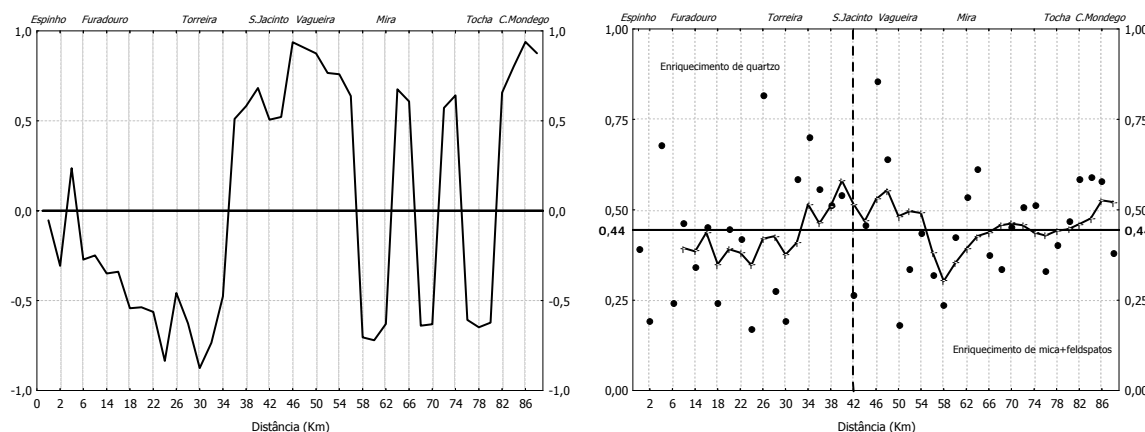 Espinho Furadouro Torreira S.Jacinto Vagueira Mira Tocha C.Mondego
1,0 1,0
0,5 0,5
0,0 0,0
-0,5 -0,5
-1,0 -1,0
0 2 6 10 14 18 22 26 30 34 38 42 46 50 54 58 62 66 70 74 78 82 86
Distância (Km)
Espinho Furadouro Torreira S.Jacinto Vagueira Mira Tocha C.Mondego
1,00 1,00
Enriquecimento de quartzo
0,75 0,75
0,50 0,50
0,44 0,44
0,25 0,25
Enriquecimento de mica+feldspatos
0,00 0,00
2 6 10 14 18 22 26 30 34 38 42 46 50 54 58 62 66 70 74 78 82 86
Distância (Km)